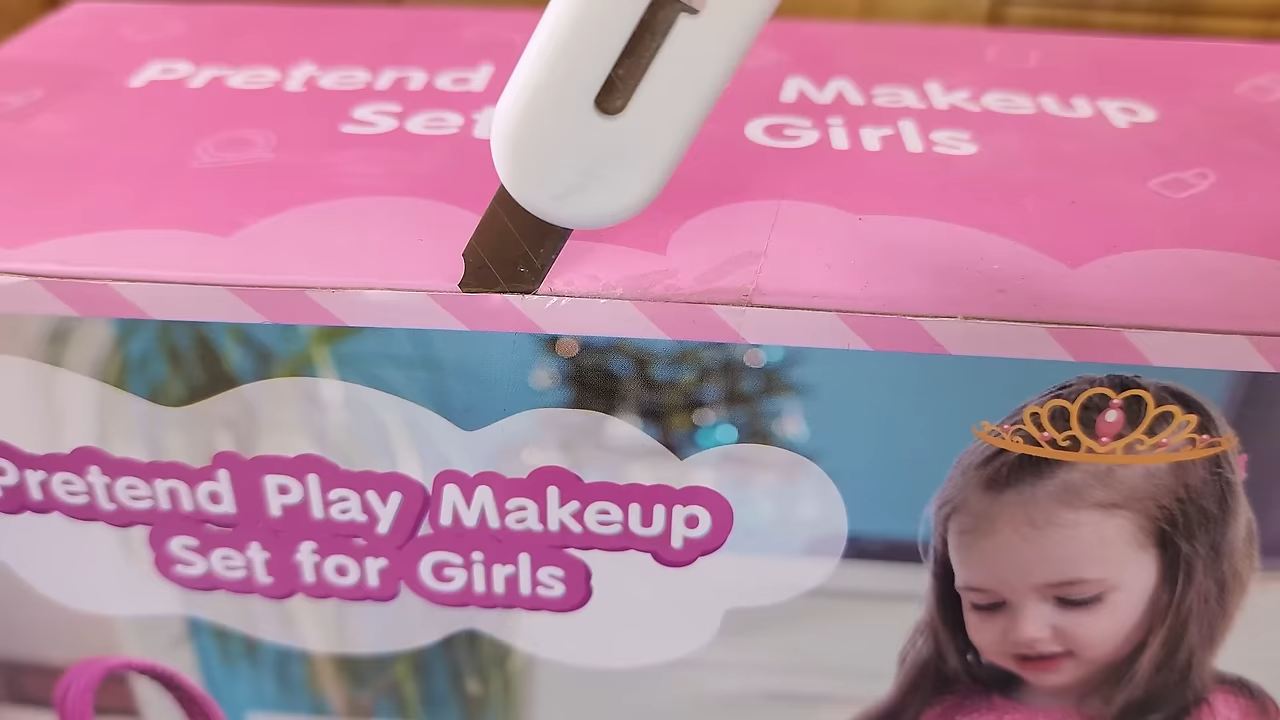 Pretend Makeup
Set Girls
Pretend Play Makeup
Set for Girls